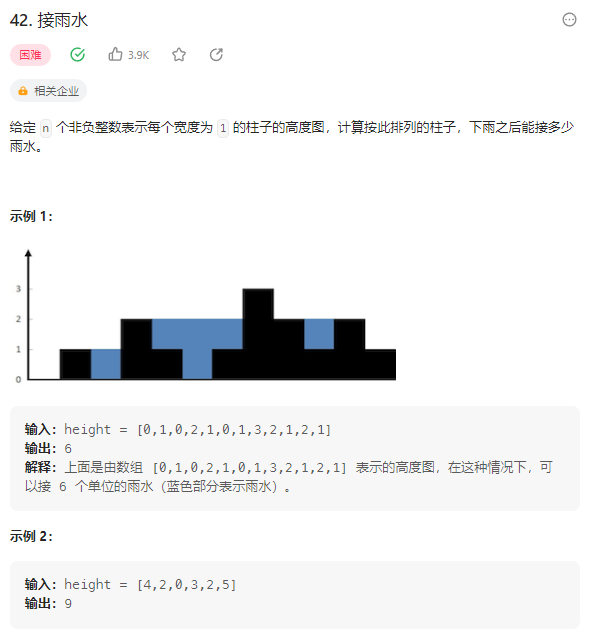 42. 接雨水
困难 3.9K
相关企业
给定 n 个非负整数表示每个宽度为 1 的柱子的高度图，计算按此排列的柱子，下雨之后能接多少
雨水。
示例 1：
3
2
1
0
输入：height = [0,1,0,2,1,0,1,3,2,1,2,1]
输出：6
解释：上面是由数组 [0,1,0,2,1,0,1,3,2,1,2,1] 表示的高度图，在这种情况下，可
以接 6 个单位的雨水（蓝色部分表示雨水）。
示例 2：
输入：height = [4,2,0,3,2,5]
输出：9